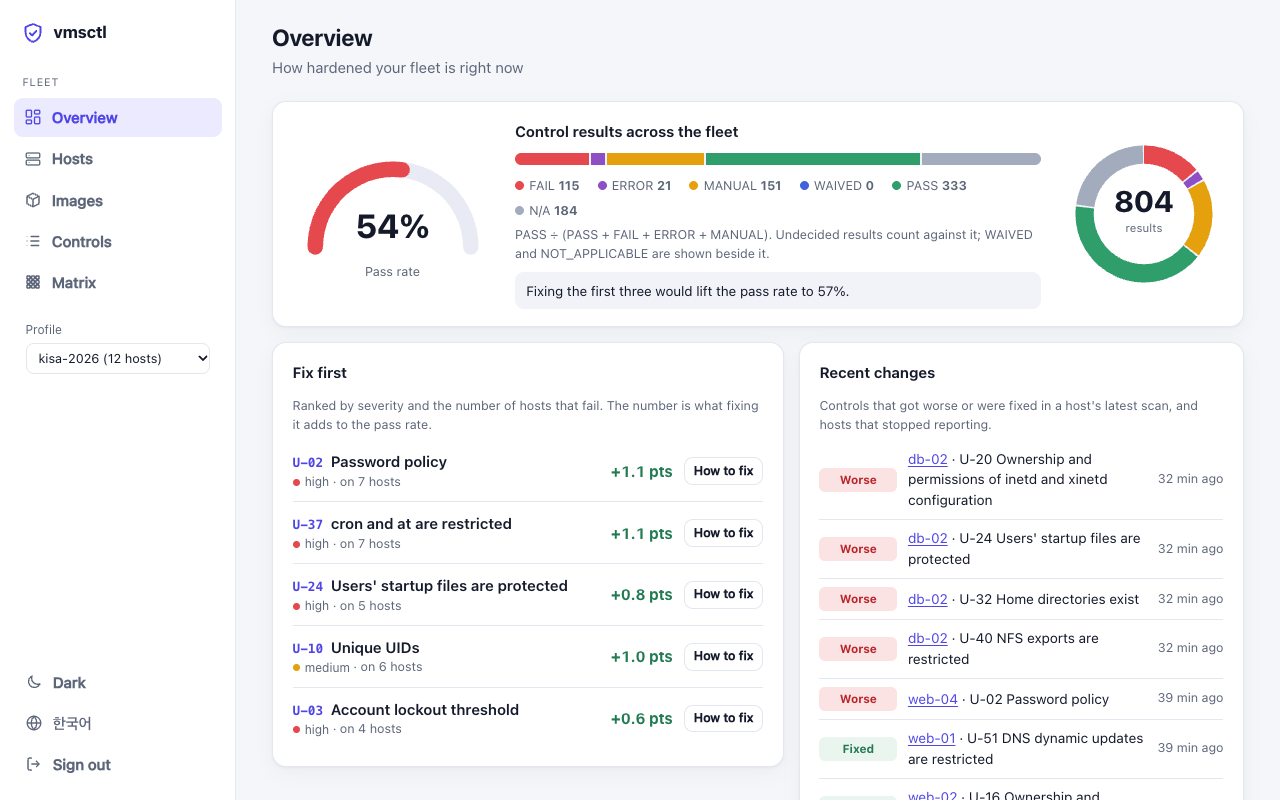 vmsctl
FLEET
Overview
Hosts
Images
Controls
Matrix
Profile
kisa-2026 (12 hosts)
Dark
한국어
Sign out
Overview
How hardened your fleet is right now
54%
Pass rate
Control results across the fleet
FAIL 115 ERROR 21 MANUAL 151 WAIVED 0 PASS 333
N/A 184
PASS ÷ (PASS + FAIL + ERROR + MANUAL). Undecided results count against it; WAIVED
and NOT_APPLICABLE are shown beside it.
Fixing the first three would lift the pass rate to 57%.
804
results
Fix first
Ranked by severity and the number of hosts that fail. The number is what fixing
it adds to the pass rate.
U-02 Password policy
high · on 7 hosts
+1.1 pts
How to fix
U-37 cron and at are restricted
high · on 7 hosts
+1.1 pts
How to fix
U-24 Users' startup files are protected
high · on 5 hosts
+0.8 pts
How to fix
U-10 Unique UIDs
medium · on 6 hosts
+1.0 pts
How to fix
U-03 Account lockout threshold
high · on 4 hosts
+0.6 pts
How to fix
Recent changes
Controls that got worse or were fixed in a host's latest scan, and
hosts that stopped reporting.
Worse
db-02 · U-20 Ownership and
permissions of inetd and xinetd
configuration
32 min ago
Worse
db-02 · U-24 Users' startup files are
protected
32 min ago
Worse
db-02 · U-32 Home directories exist
32 min ago
Worse
db-02 · U-40 NFS exports are
restricted
32 min ago
Worse
web-04 · U-02 Password policy
39 min ago
Fixed
web-01 · U-51 DNS dynamic updates
are restricted
39 min ago
web-02 · U-16 Ownership and